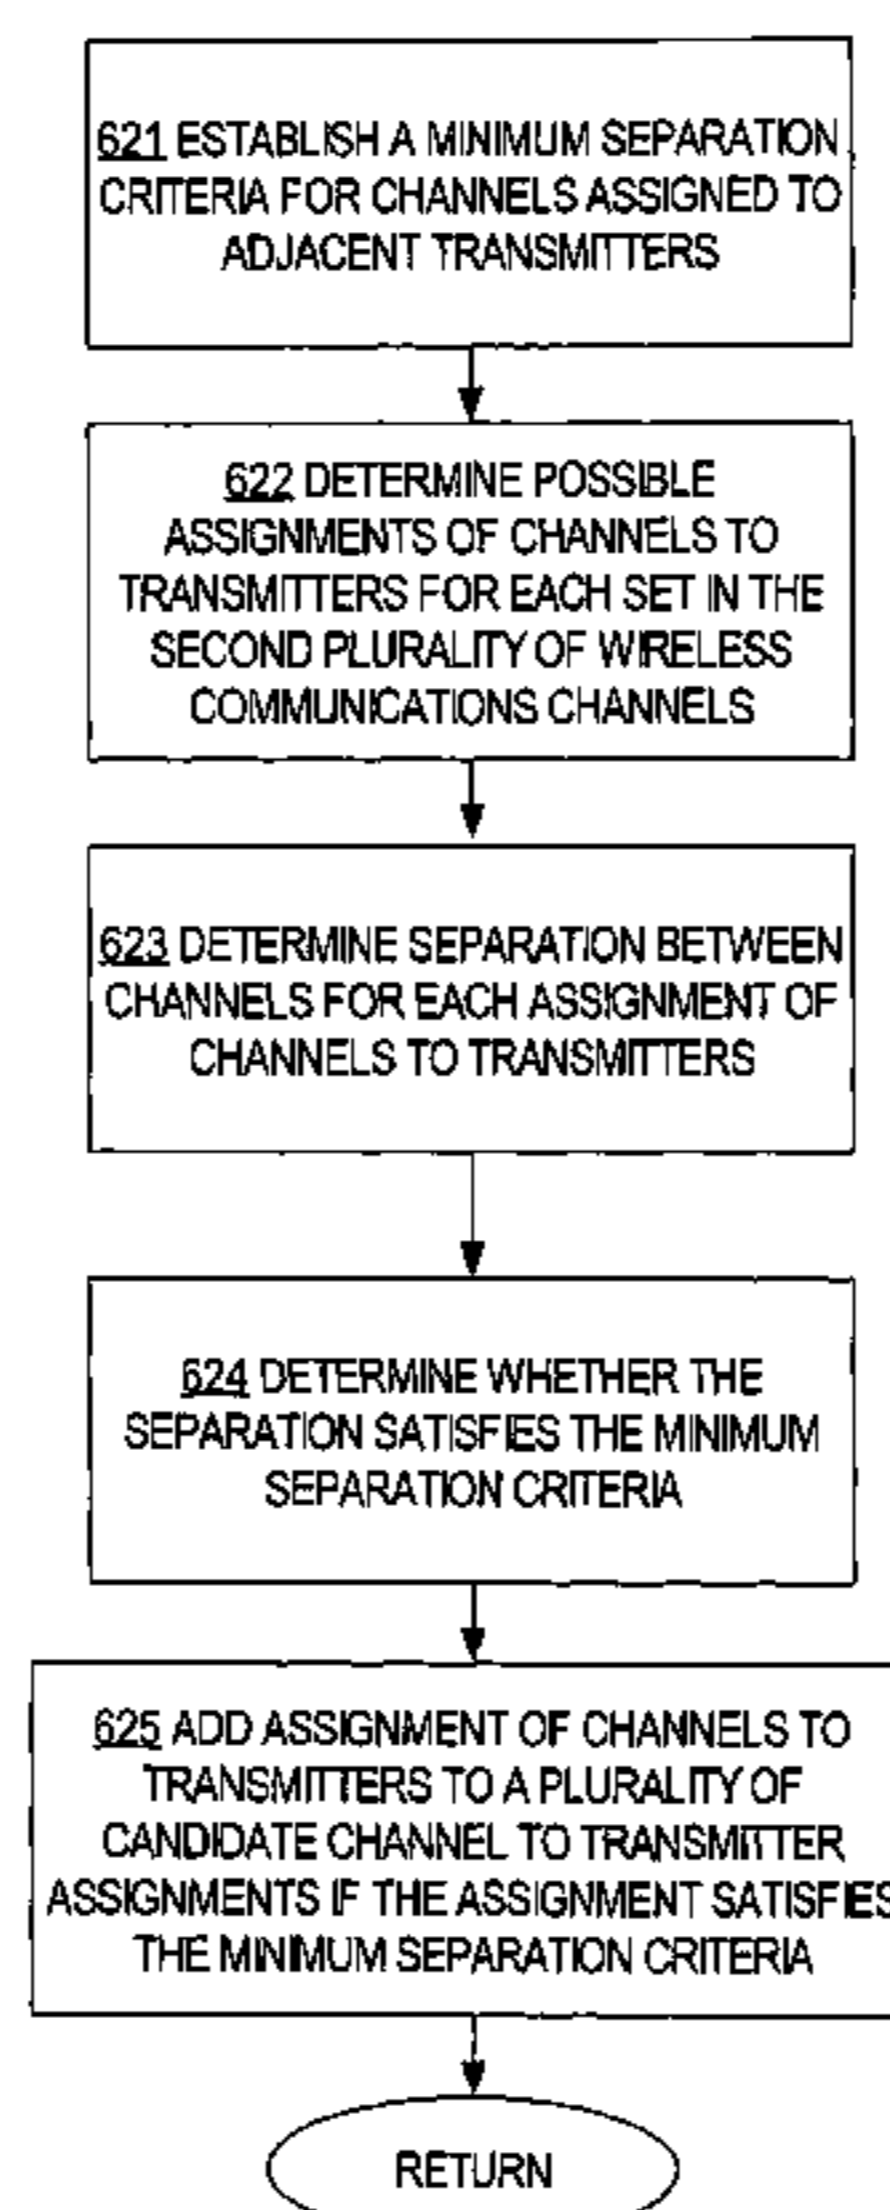 621 ESTABLISH A MINIMUM SEPARATION
CRITERIA FOR CHANNELS ASSIGNED TO
ADJACENT TRANSMITTERS
622 DETERMINE POSSIBLE
ASSIGNMENTS OF CHANNELS TO
TRANSMITTERS FOR EACH SET IN THE
SECOND PLURALITY OF WIRELESS
COMMUNICATIONS CHANNELS
623 DETERMINE SEPARATION BETWEEN
CHANNELS FOR EACH ASSIGNMENT OF
CHANNELS TO TRANSMITTERS
624 DETERMINE WHETHER THE
SEPARATION SATISFIES THE MINIMUM
SEPARATION CRITERIA
625 ADD ASSIGNMENT OF CHANNELS TO
TRANSMITTERS TO A PLURALITY OF
CANDIDATE CHANNEL TO TRANSMITTER
ASSIGNMENTS IF THE ASSIGNMENT SATISFIES
THE MINIMUM SEPARATION CRITERIA
RETURN